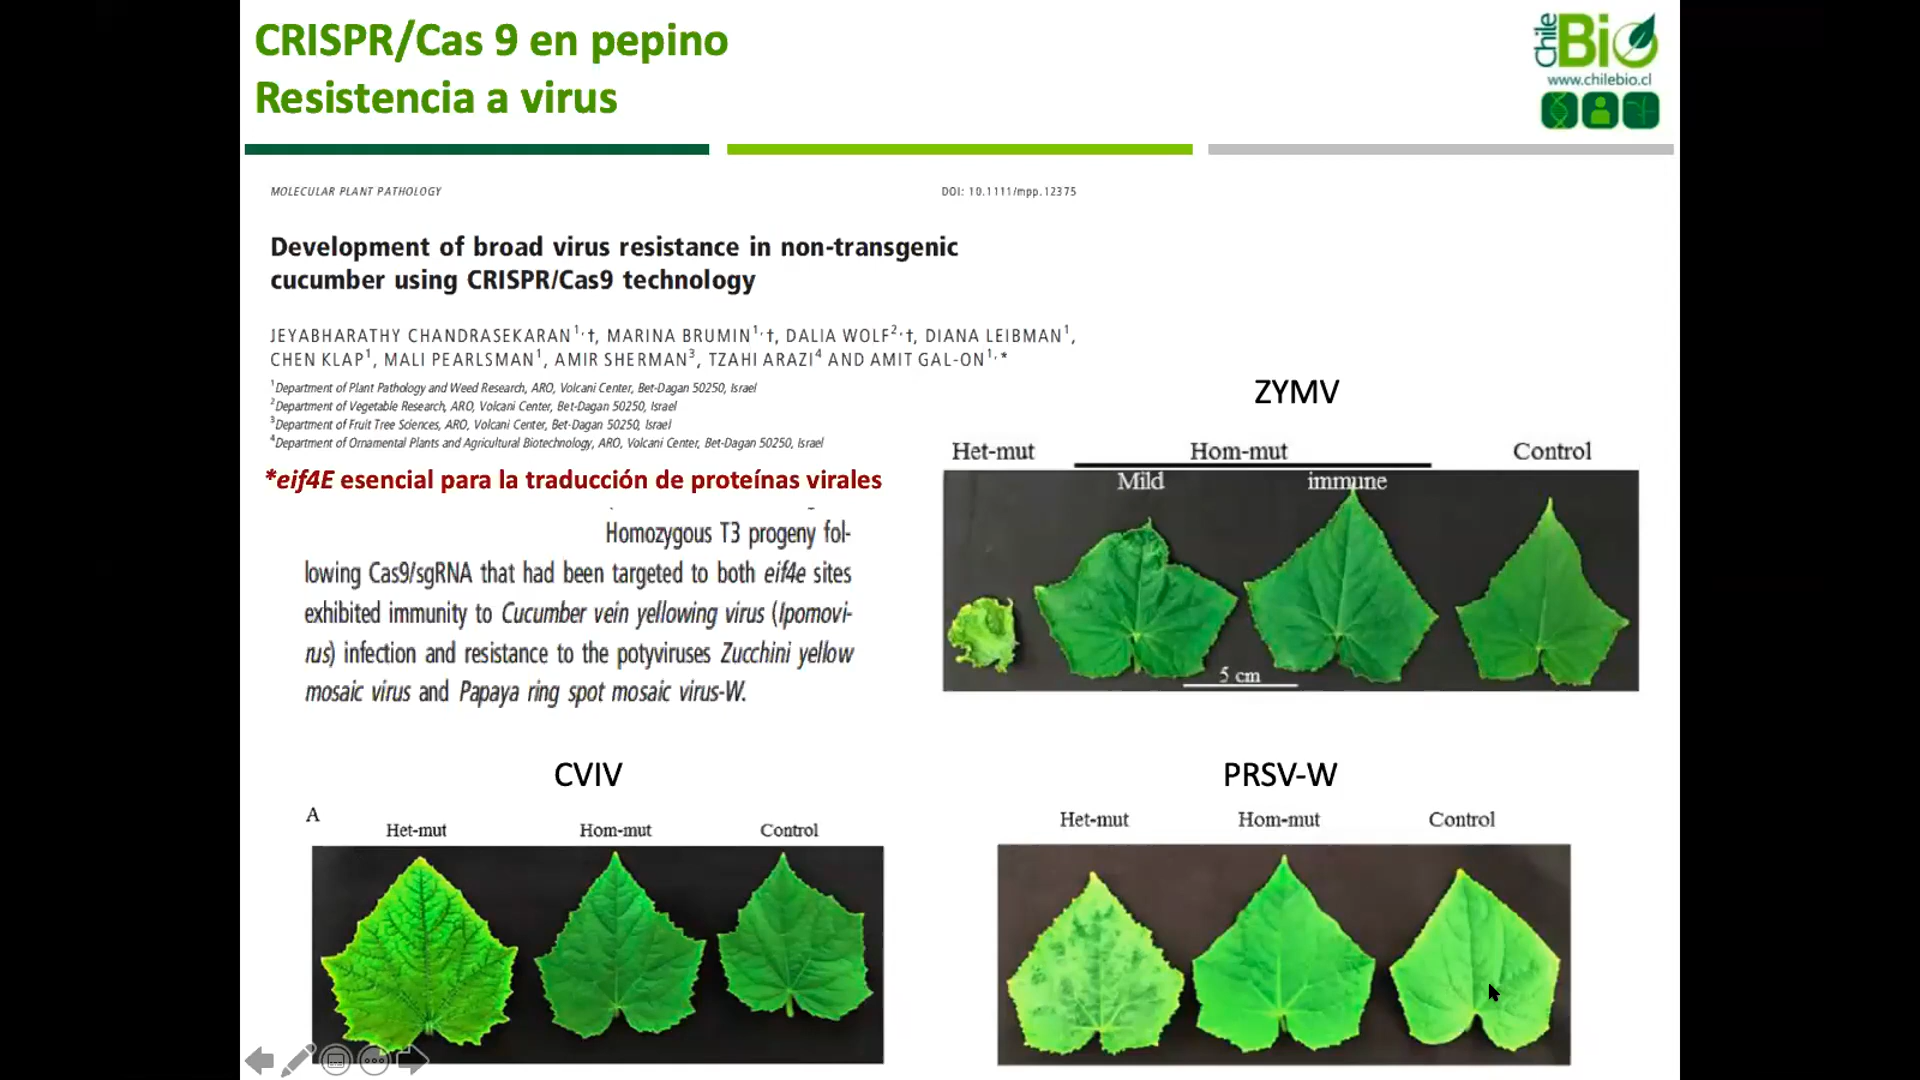 CRISPR/Cas 9 en pepino
Resistencia a virus
Chile Bio
www.chilebio.cl
MOLECULAR PLANT PATHOLOGY
DOI: 10.1111/mpp.12375
Development of broad virus resistance in non-transgenic
cucumber using CRISPR/Cas9 technology
JEYABHARATHY CHANDRASEKARAN1,†, MARINA BRUMIN1,†, DALIA WOLF2,†, DIANA LEIBMAN1,
CHEN KLAP1, MALI PEARLSMAN1, AMIR SHERMAN3, TZAHI ARAZI4 AND AMIT GAL-ON1,*
1Department of Plant Pathology and Weed Research, ARO, Volcani Center, Bet-Dagan 50250, Israel
2Department of Vegetable Research, ARO, Volcani Center, Bet-Dagan 50250, Israel
3Department of Fruit Tree Sciences, ARO, Volcani Center, Bet-Dagan 50250, Israel
4Department of Ornamental Plants and Agricultural Biotechnology, ARO, Volcani Center, Bet-Dagan 50250, Israel
*eif4E esencial para la traducción de proteínas virales
Homozygous T3 progeny fol-
lowing Cas9/sgRNA that had been targeted to both eif4e sites
exhibited immunity to Cucumber vein yellowing virus (Ipomovi-
rus) infection and resistance to the potyviruses Zucchini yellow
mosaic virus and Papaya ring spot mosaic virus-W.
ZYMV
Het-mut Hom-mut Control
Mild immune
5 cm
CVIV
A
Het-mut Hom-mut Control
PRSV-W
Het-mut Hom-mut Control